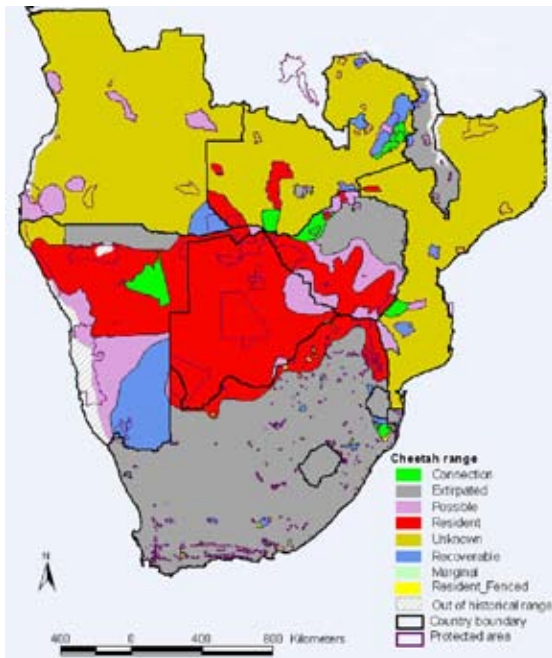 Cheetah range
Connection
Extirpated
Possible
Resident
Unknown
Recoverable
Marginal
Resident_Fenced
Out of historical range
Country boundary
Protected area
N
400 0 400 800 Kilometers